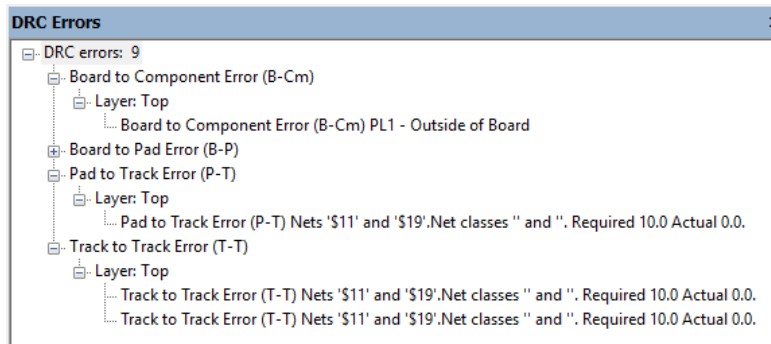 DRC Errors
DRC errors: 9
Board to Component Error (B-Cm)
Layer: Top
Board to Component Error (B-Cm) PL1 - Outside of Board
Board to Pad Error (B-P)
Pad to Track Error (P-T)
Layer: Top
Pad to Track Error (P-T) Nets '$11' and '$19'.Net classes '' and ''. Required 10.0 Actual 0.0.
Track to Track Error (T-T)
Layer: Top
Track to Track Error (T-T) Nets '$11' and '$19'.Net classes '' and ''. Required 10.0 Actual 0.0.
Track to Track Error (T-T) Nets '$11' and '$19'.Net classes '' and ''. Required 10.0 Actual 0.0.